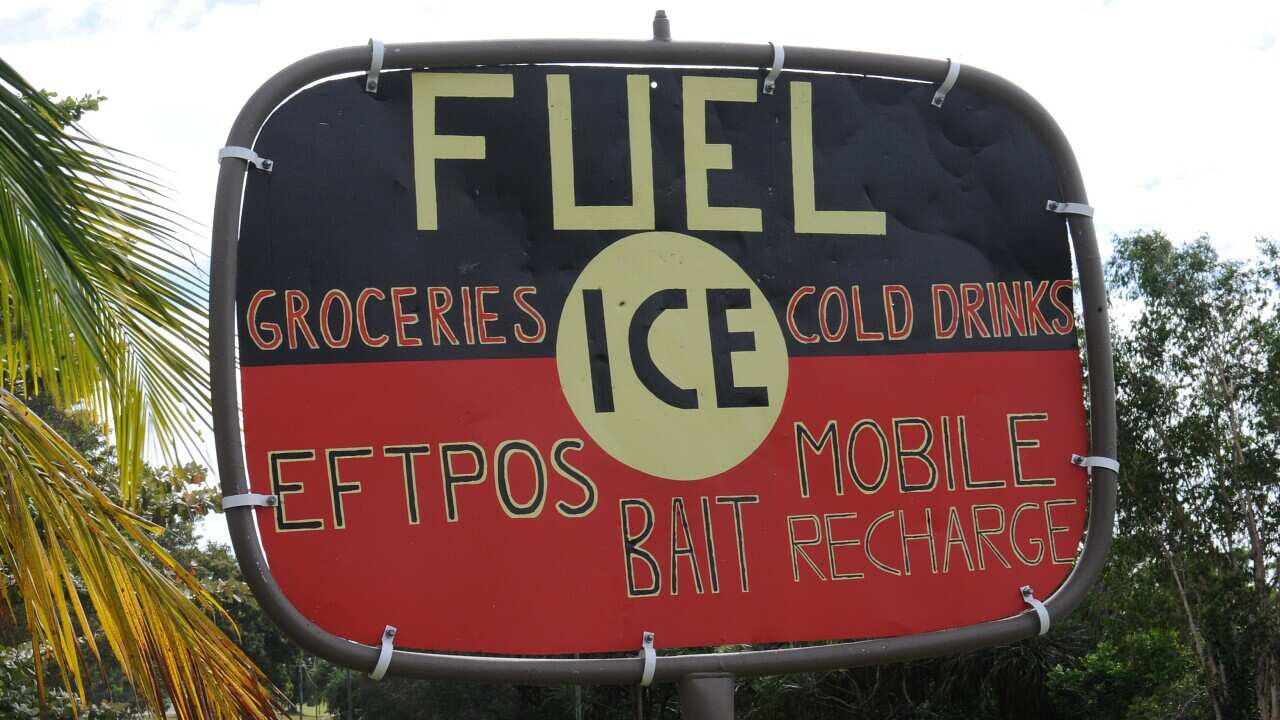 FUEL
GROCERIES ICE COLD DRINKS
EFTPOS MOBILE
BAIT RECHARGE